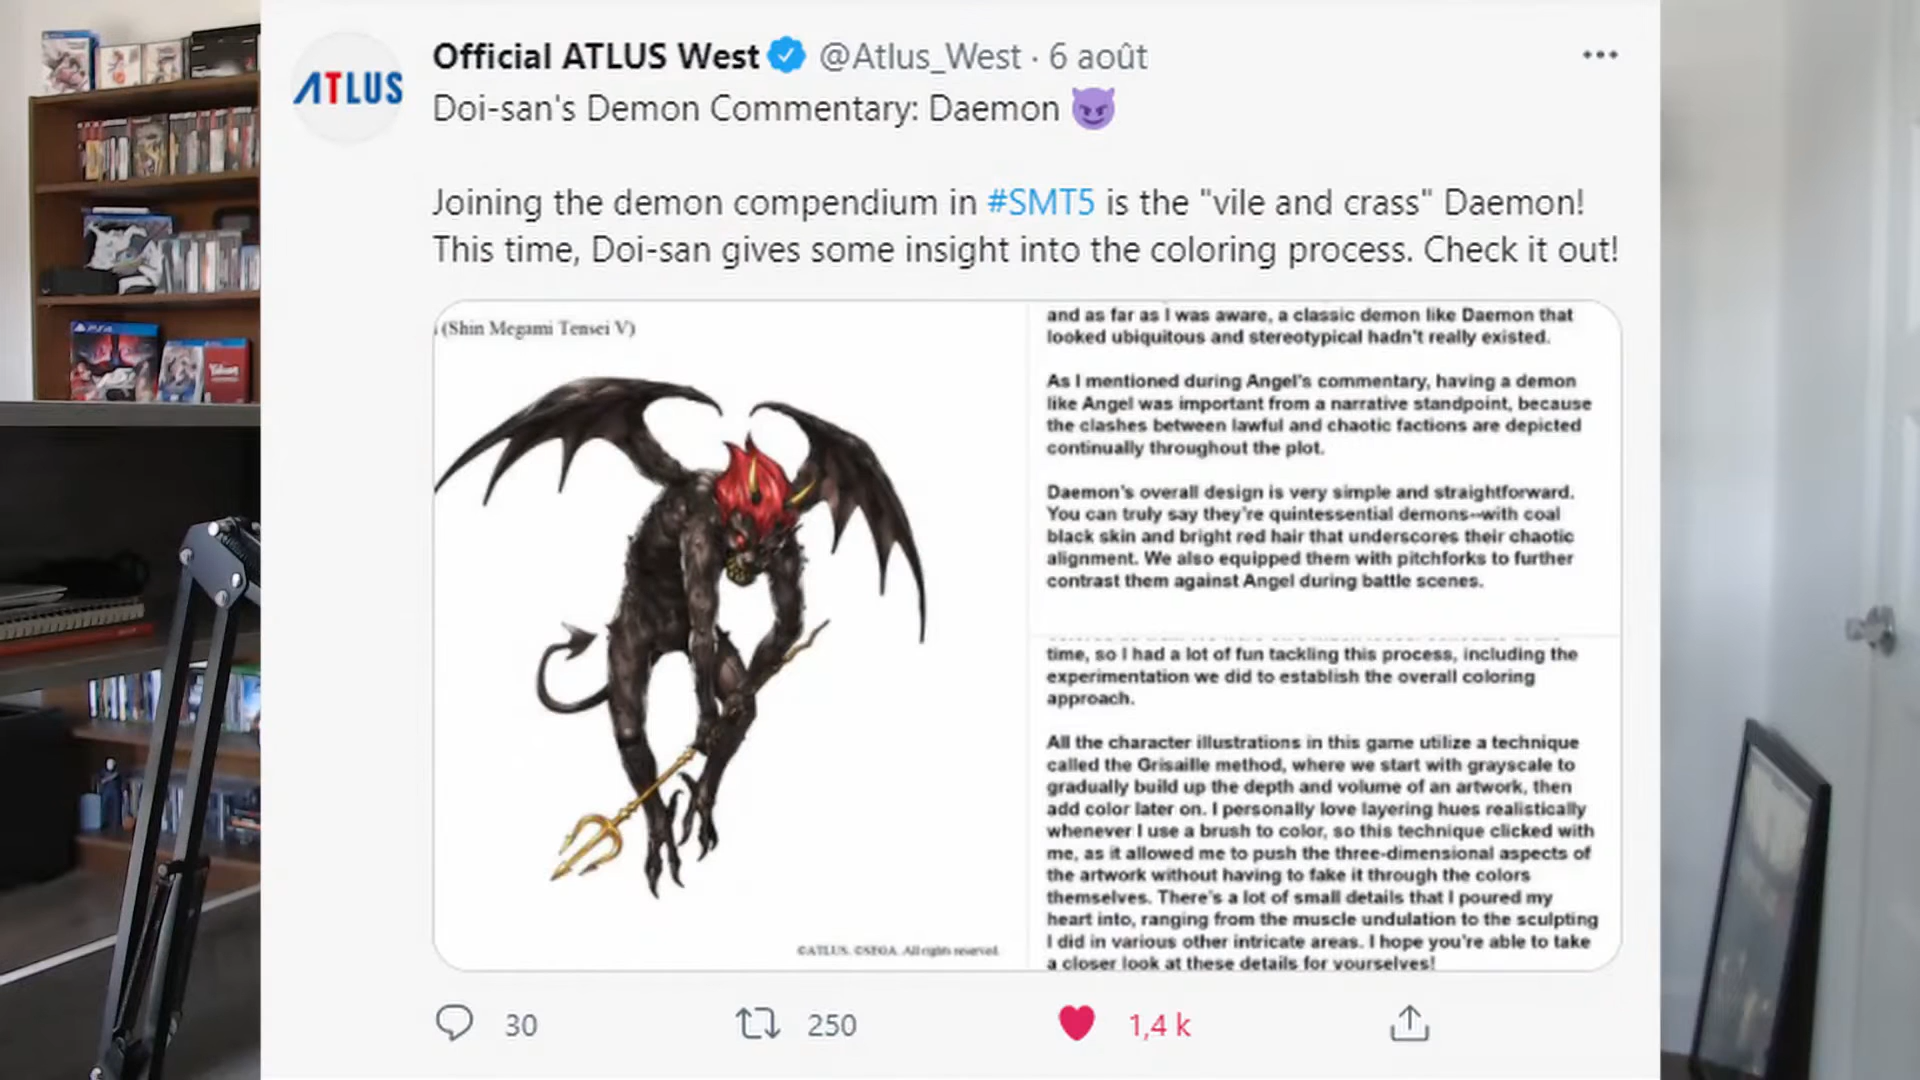 Official ATLUS West @Atlus_West · 6 août
ATLUS
Doi-san's Demon Commentary: Daemon
Joining the demon compendium in #SMT5 is the "vile and crass" Daemon!
This time, Doi-san gives some insight into the coloring process. Check it out!
(Shin Megami Tensei V)
©ATLUS. ©SEGA. All rights reserved.
and as far as I was aware, a classic demon like Daemon that
looked ubiquitous and stereotypical hadn't really existed.
As I mentioned during Angel's commentary, having a demon
like Angel was important from a narrative standpoint, because
the clashes between lawful and chaotic factions are depicted
continually throughout the plot.
Daemon's overall design is very simple and straightforward.
You can truly say they're quintessential demons--with coal
black skin and bright red hair that underscores their chaotic
alignment. We also equipped them with pitchforks to further
contrast them against Angel during battle scenes.
time, so I had a lot of fun tackling this process, including the
experimentation we did to establish the overall coloring
approach.
All the character illustrations in this game utilize a technique
called the Grisaille method, where we start with grayscale to
gradually build up the depth and volume of an artwork, then
add color later on. I personally love layering hues realistically
whenever I use a brush to color, so this technique clicked with
me, as it allowed me to push the three-dimensional aspects of
the artwork without having to fake it through the colors
themselves. There's a lot of small details that I poured my
heart into, ranging from the muscle undulation to the sculpting
I did in various other intricate areas. I hope you're able to take
a closer look at these details for yourselves!
30
250
1,4 k